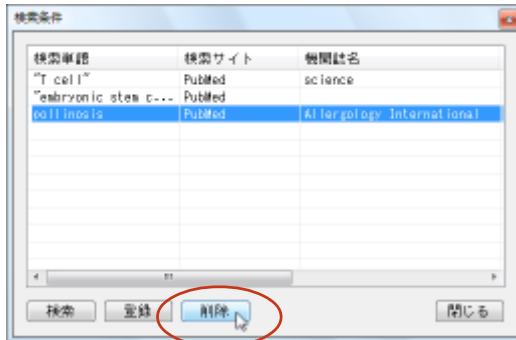 検索条件
検索単語 検索サイト 機関誌名
"T cell" PubMed science
"embryonic stem c... PubMed
pollinosis PubMed Allergology International
検索 登録 削除 閉じる